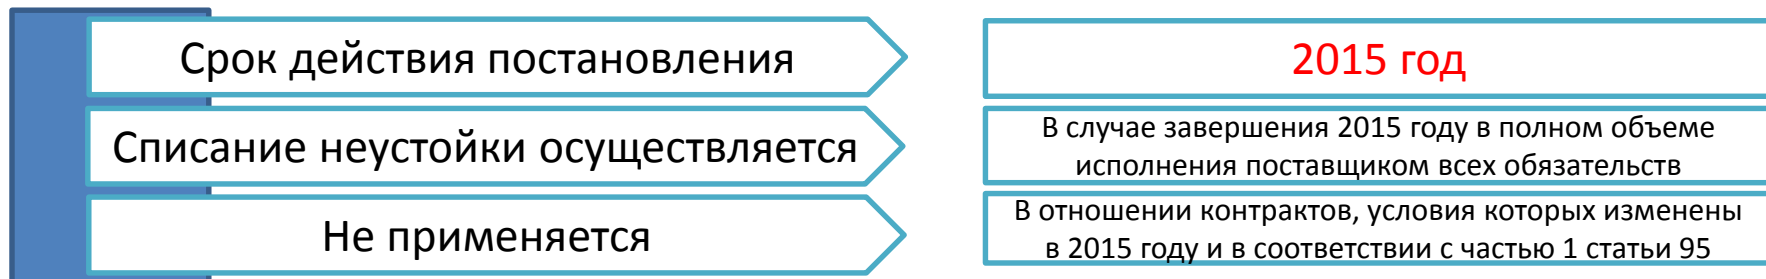 Срок действия постановления
2015 год
Списание неустойки осуществляется
В случае завершения 2015 году в полном объеме
исполнения поставщиком всех обязательств
Не применяется
В отношении контрактов, условия которых изменены
в 2015 году и в соответствии с частью 1 статьи 95